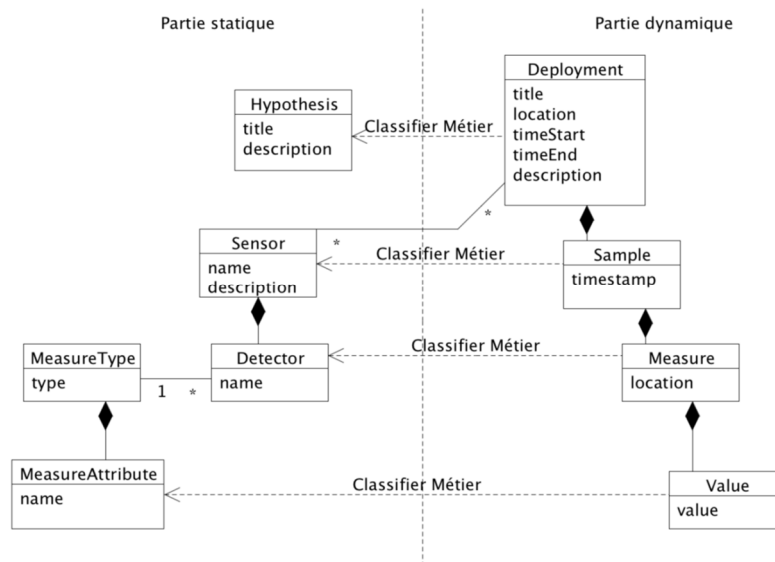 Partie statique
Partie dynamique
Deployment
title
location
timeStart
timeEnd
description
Hypothesis
title
description
Classifier Métier
*
*
Sensor
name
description
Classifier Métier
Sample
timestamp
MeasureType
type
1
*
Detector
name
Classifier Métier
Measure
location
MeasureAttribute
name
Classifier Métier
Value
value